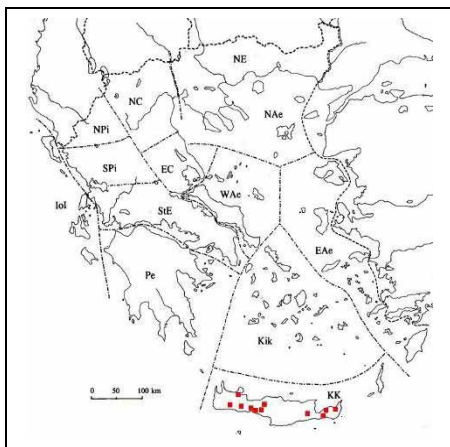 NE
NC
NAe
NPi
SPi
EC
WAe
IoI
StE
EAe
Pe
Kik
KK
0 50 100 km